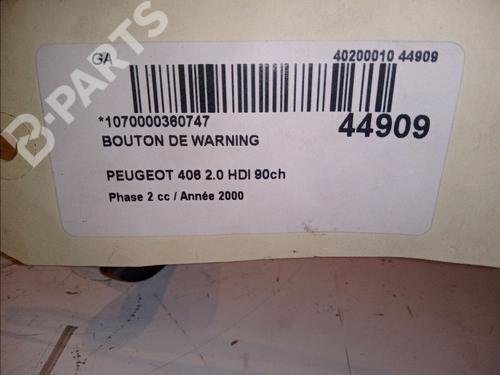 B-PARTS
GA
40200010 44909
*1070000360747
44909
BOUTON DE WARNING
PEUGEOT 406 2.0 HDI 90ch
Phase 2 cc / Année 2000